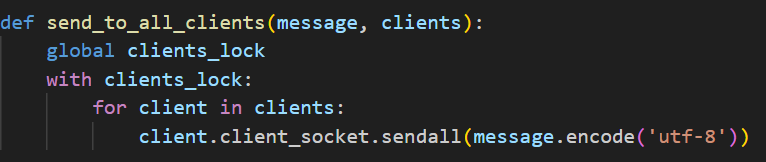 def send_to_all_clients(message, clients):
    global clients_lock
    with clients_lock:
        for client in clients:
            client.client_socket.sendall(message.encode('utf-8'))